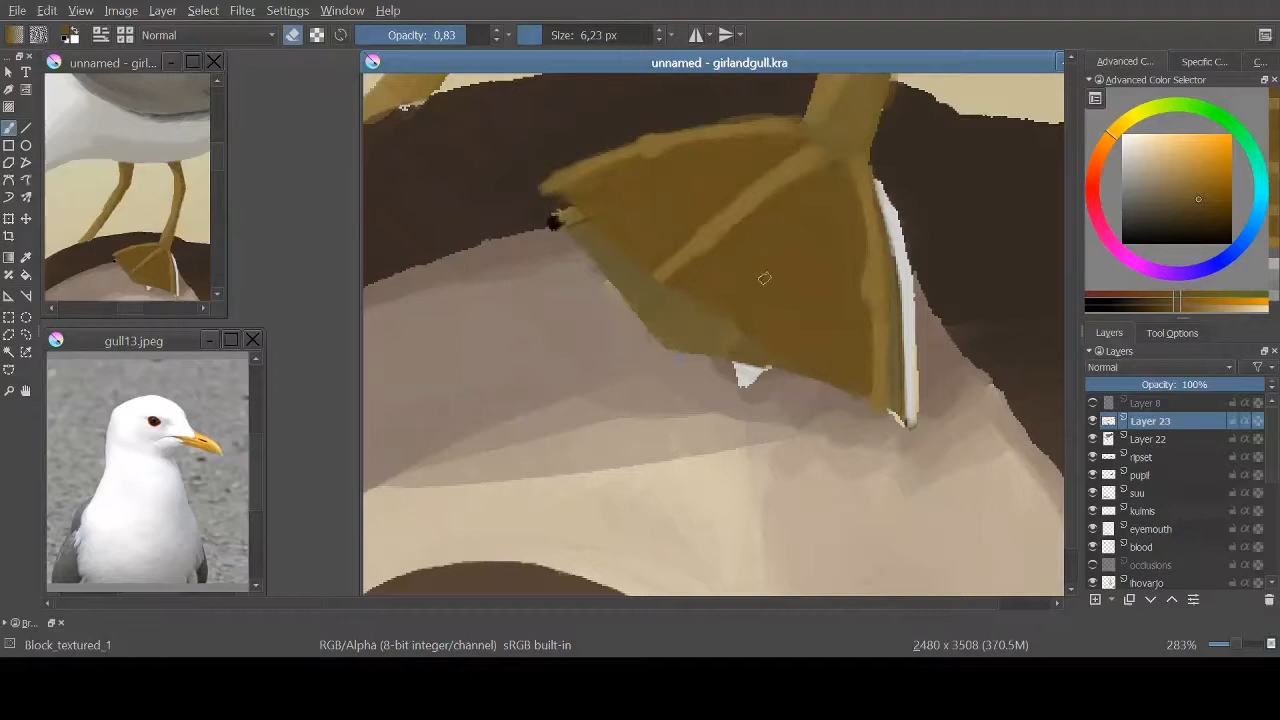 File Edit View Image Layer Select Filter Settings Window Help
Normal
Opacity: 0,83
Size: 6,23 px
unnamed - girl...
unnamed - girlandgull.kra
gull13.jpeg
Advanced C...
Specific C...
C...
Advanced Color Selector
Layers
Tool Options
Layers
Normal
Opacity: 100%
Layer 8
Layer 23
Layer 22
ripset
pupil
suu
kulmis
eyemouth
blood
occlusions
ihovarjo
Br...
Block_textured_1
RGB/Alpha (8-bit integer/channel) sRGB built-in
2480 x 3508 (370.5M)
283%